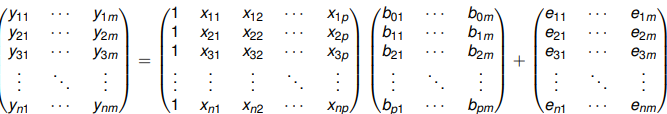 y₁₁ ⋯ y₁ₘ 1 x₁₁ x₁₂ ⋯ x₁ₚ b₀₁ ⋯ b₀ₘ e₁₁ ⋯ e₁ₘ
y₂₁ ⋯ y₂ₘ 1 x₂₁ x₂₂ ⋯ x₂ₚ b₁₁ ⋯ b₁ₘ e₂₁ ⋯ e₂ₘ
y₃₁ ⋯ y₃ₘ = 1 x₃₁ x₃₂ ⋯ x₃ₚ b₂₁ ⋯ b₂ₘ + e₃₁ ⋯ e₃ₘ
⋮ ⋱ ⋮ ⋮ ⋮ ⋮ ⋱ ⋮ ⋮ ⋱ ⋮ ⋮ ⋱ ⋮
yₙ₁ ⋯ yₙₘ 1 xₙ₁ xₙ₂ ⋯ xₙₚ bₚ₁ ⋯ bₚₘ eₙ₁ ⋯ eₙₘ